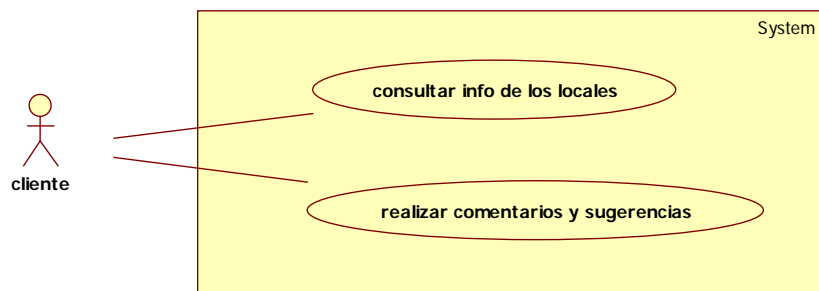 System
consultar info de los locales
cliente
realizar comentarios y sugerencias